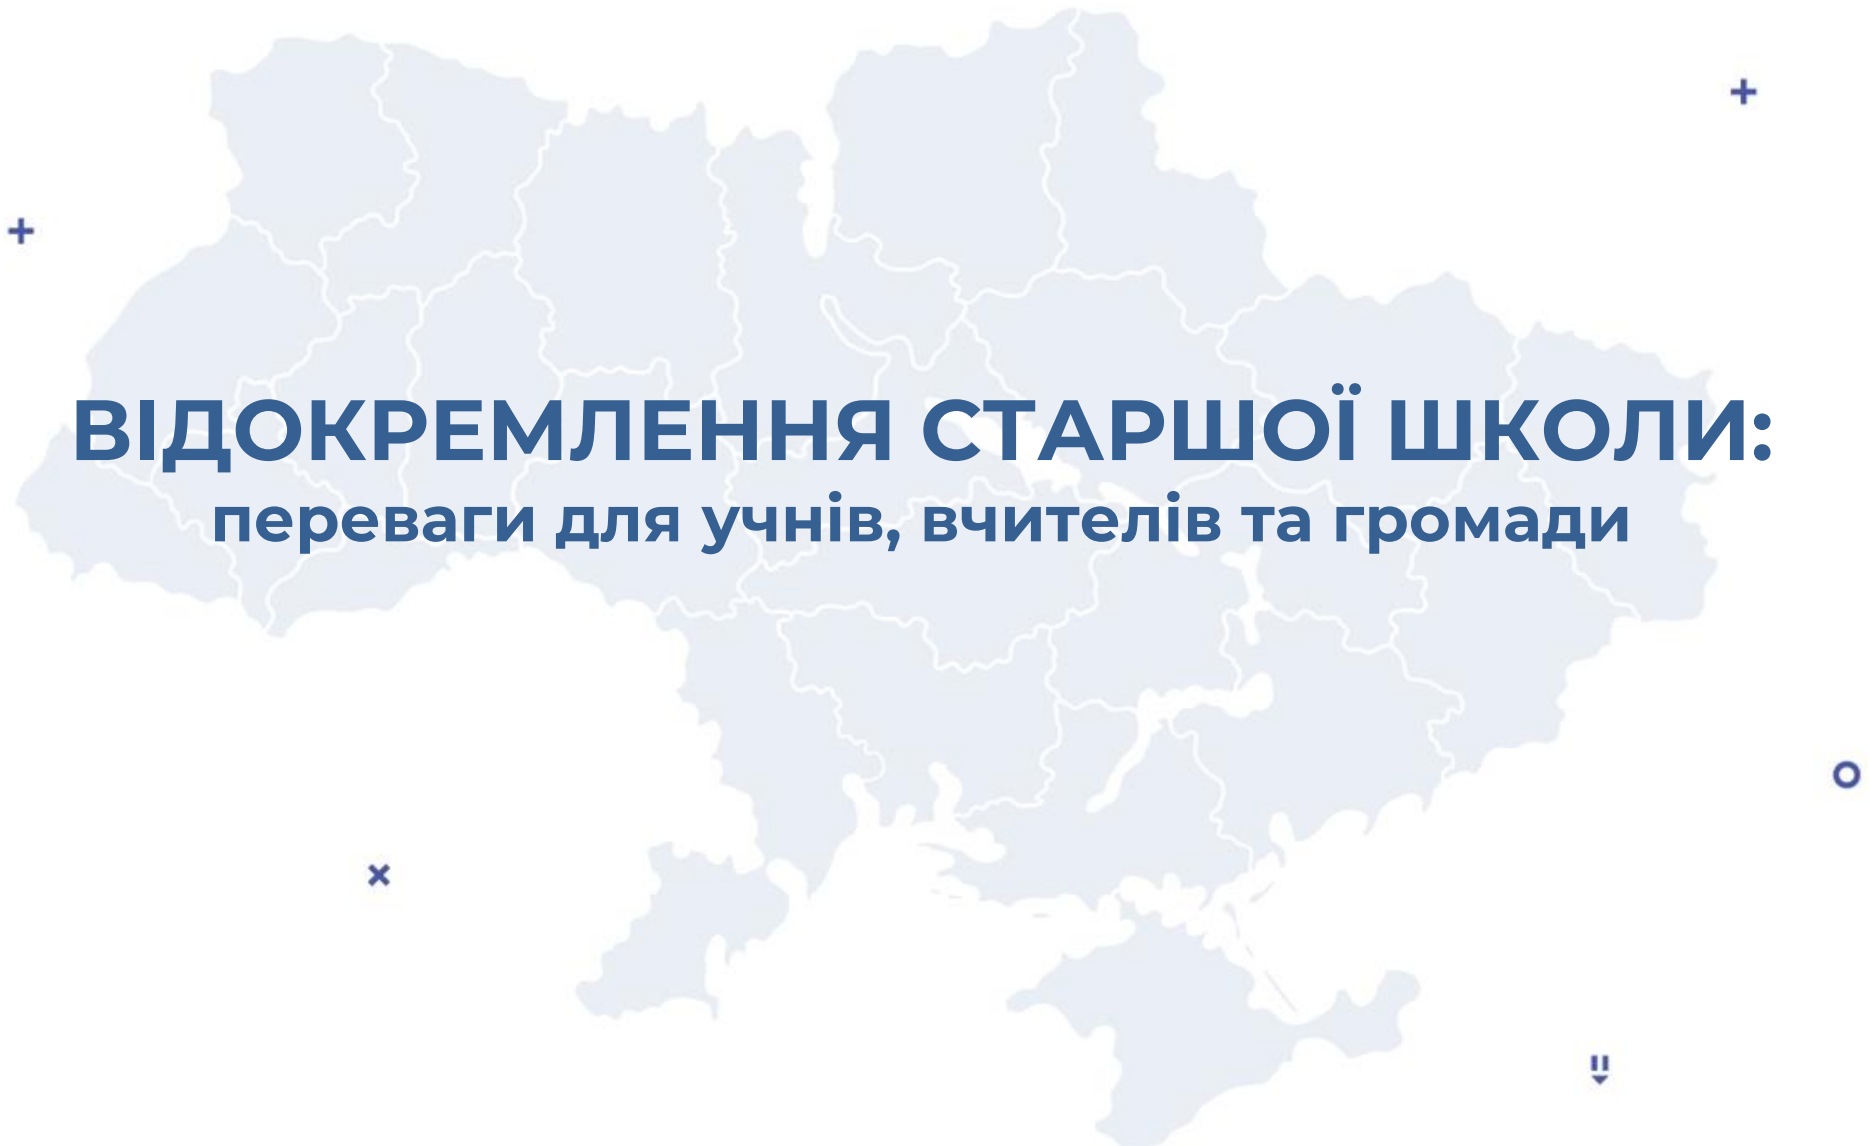 ВІДОКРЕМЛЕННЯ СТАРШОЇ ШКОЛИ:
переваги для учнів, вчителів та громади